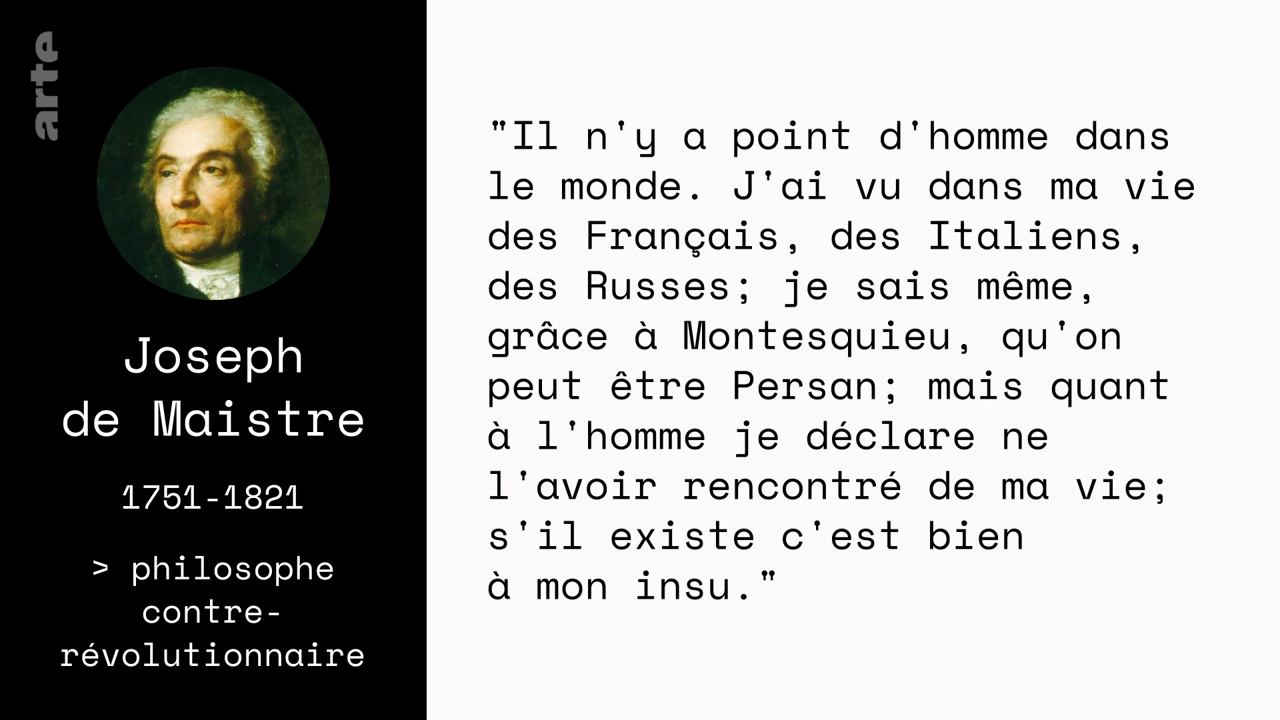 arte
Joseph
de Maistre
1751-1821
> philosophe
contre-
révolutionnaire
"Il n'y a point d'homme dans
le monde. J'ai vu dans ma vie
des Français, des Italiens,
des Russes; je sais même,
grâce à Montesquieu, qu'on
peut être Persan; mais quant
à l'homme je déclare ne
l'avoir rencontré de ma vie;
s'il existe c'est bien
à mon insu."